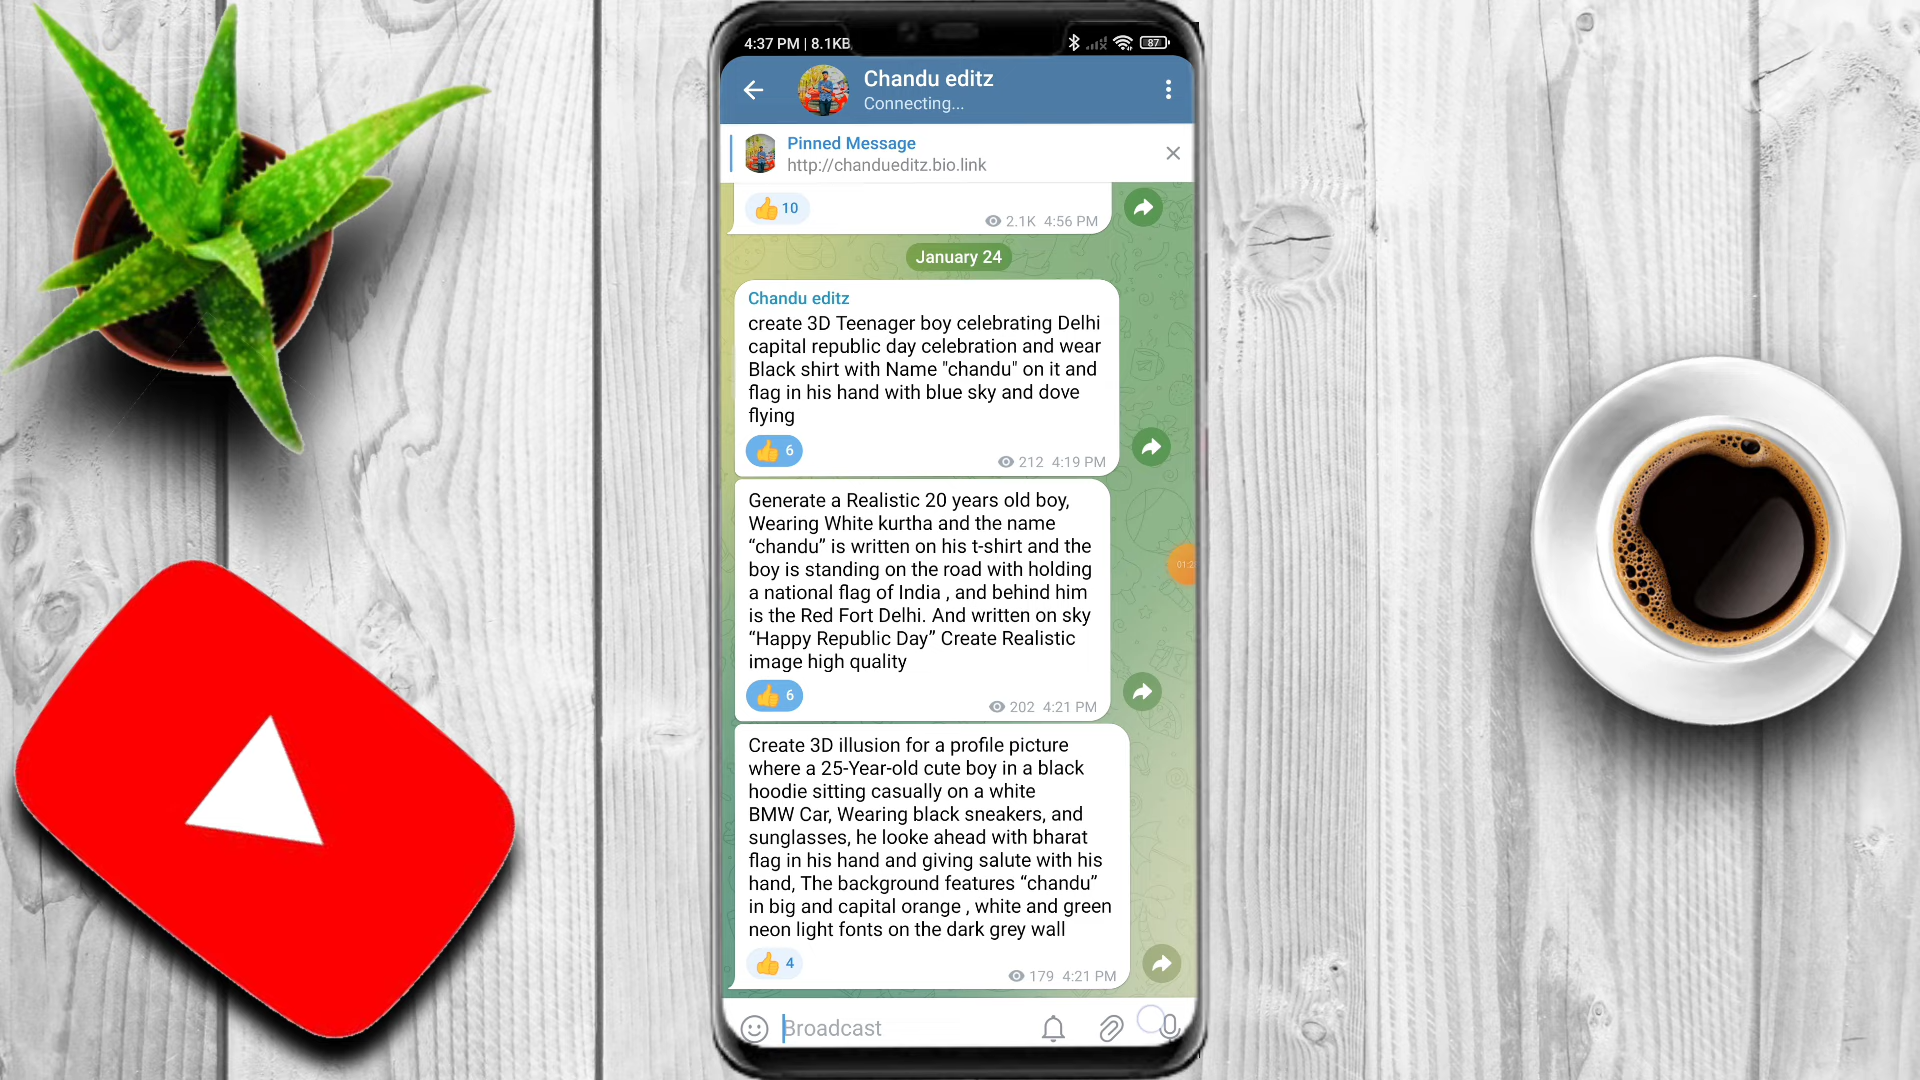 4:37 PM | 8.1KB
87
Chandu editz
Connecting...
Pinned Message
http://chandueditz.bio.link
10
2.1K 4:56 PM
January 24
Chandu editz
create 3D Teenager boy celebrating Delhi
capital republic day celebration and wear
Black shirt with Name "chandu" on it and
flag in his hand with blue sky and dove
flying
6
212 4:19 PM
Generate a Realistic 20 years old boy,
Wearing White kurtha and the name
“chandu” is written on his t-shirt and the
boy is standing on the road with holding
a national flag of India , and behind him
is the Red Fort Delhi. And written on sky
“Happy Republic Day” Create Realistic
image high quality
6
202 4:21 PM
Create 3D illusion for a profile picture
where a 25-Year-old cute boy in a black
hoodie sitting casually on a white
BMW Car, Wearing black sneakers, and
sunglasses, he looke ahead with bharat
flag in his hand and giving salute with his
hand, The background features “chandu”
in big and capital orange , white and green
neon light fonts on the dark grey wall
4
179 4:21 PM
Broadcast